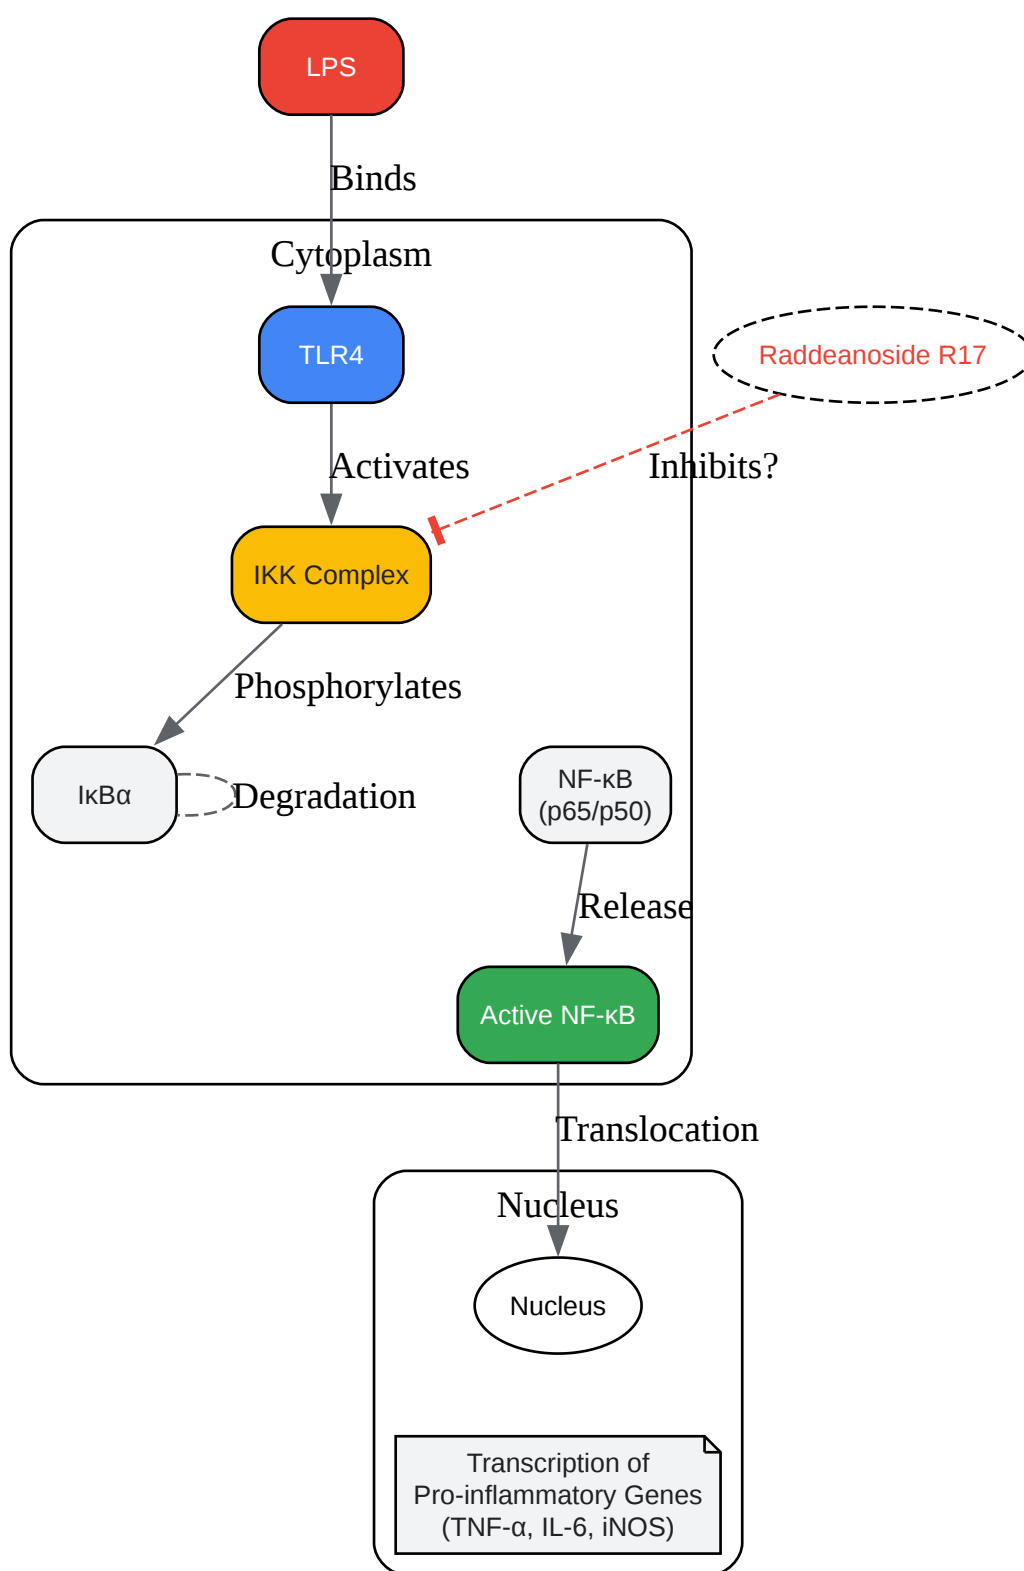 LPS
Binds
Cytoplasm
TLR4
Raddeanoside R17
Activates
Inhibits?
IKK Complex
Phosphorylates
IκBα
Degradation
NF-κB
(p65/p50)
Release
Active NF-κB
Translocation
Nucleus
Nucleus
Transcription of
Pro-inflammatory Genes
(TNF-α, IL-6, iNOS)